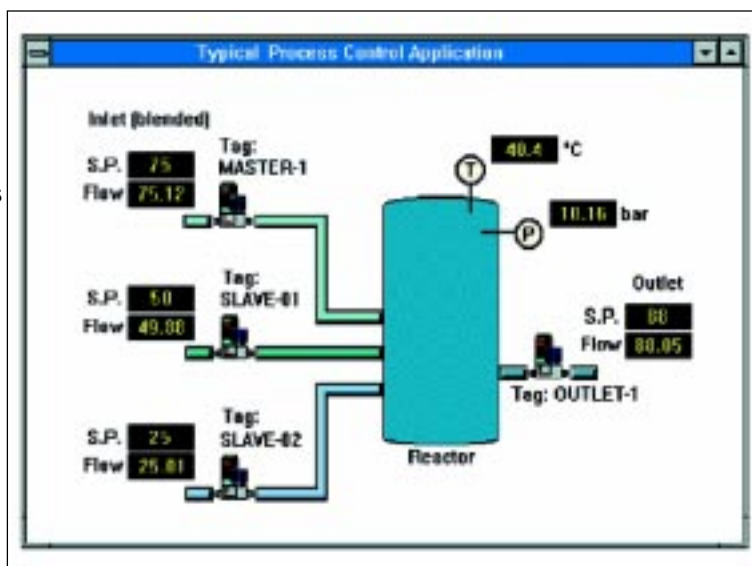 Typical Process Control Application
Inlet (blended)
Tag:
MASTER-1
S.P. 75
Flow 75.12
T
40.4 °C
P
10.16 bar
Tag:
SLAVE-01
S.P. 50
Flow 49.88
Outlet
S.P. 88
Flow 88.05
Tag: OUTLET-1
Tag:
SLAVE-02
S.P. 25
Flow 25.01
Reactor
s